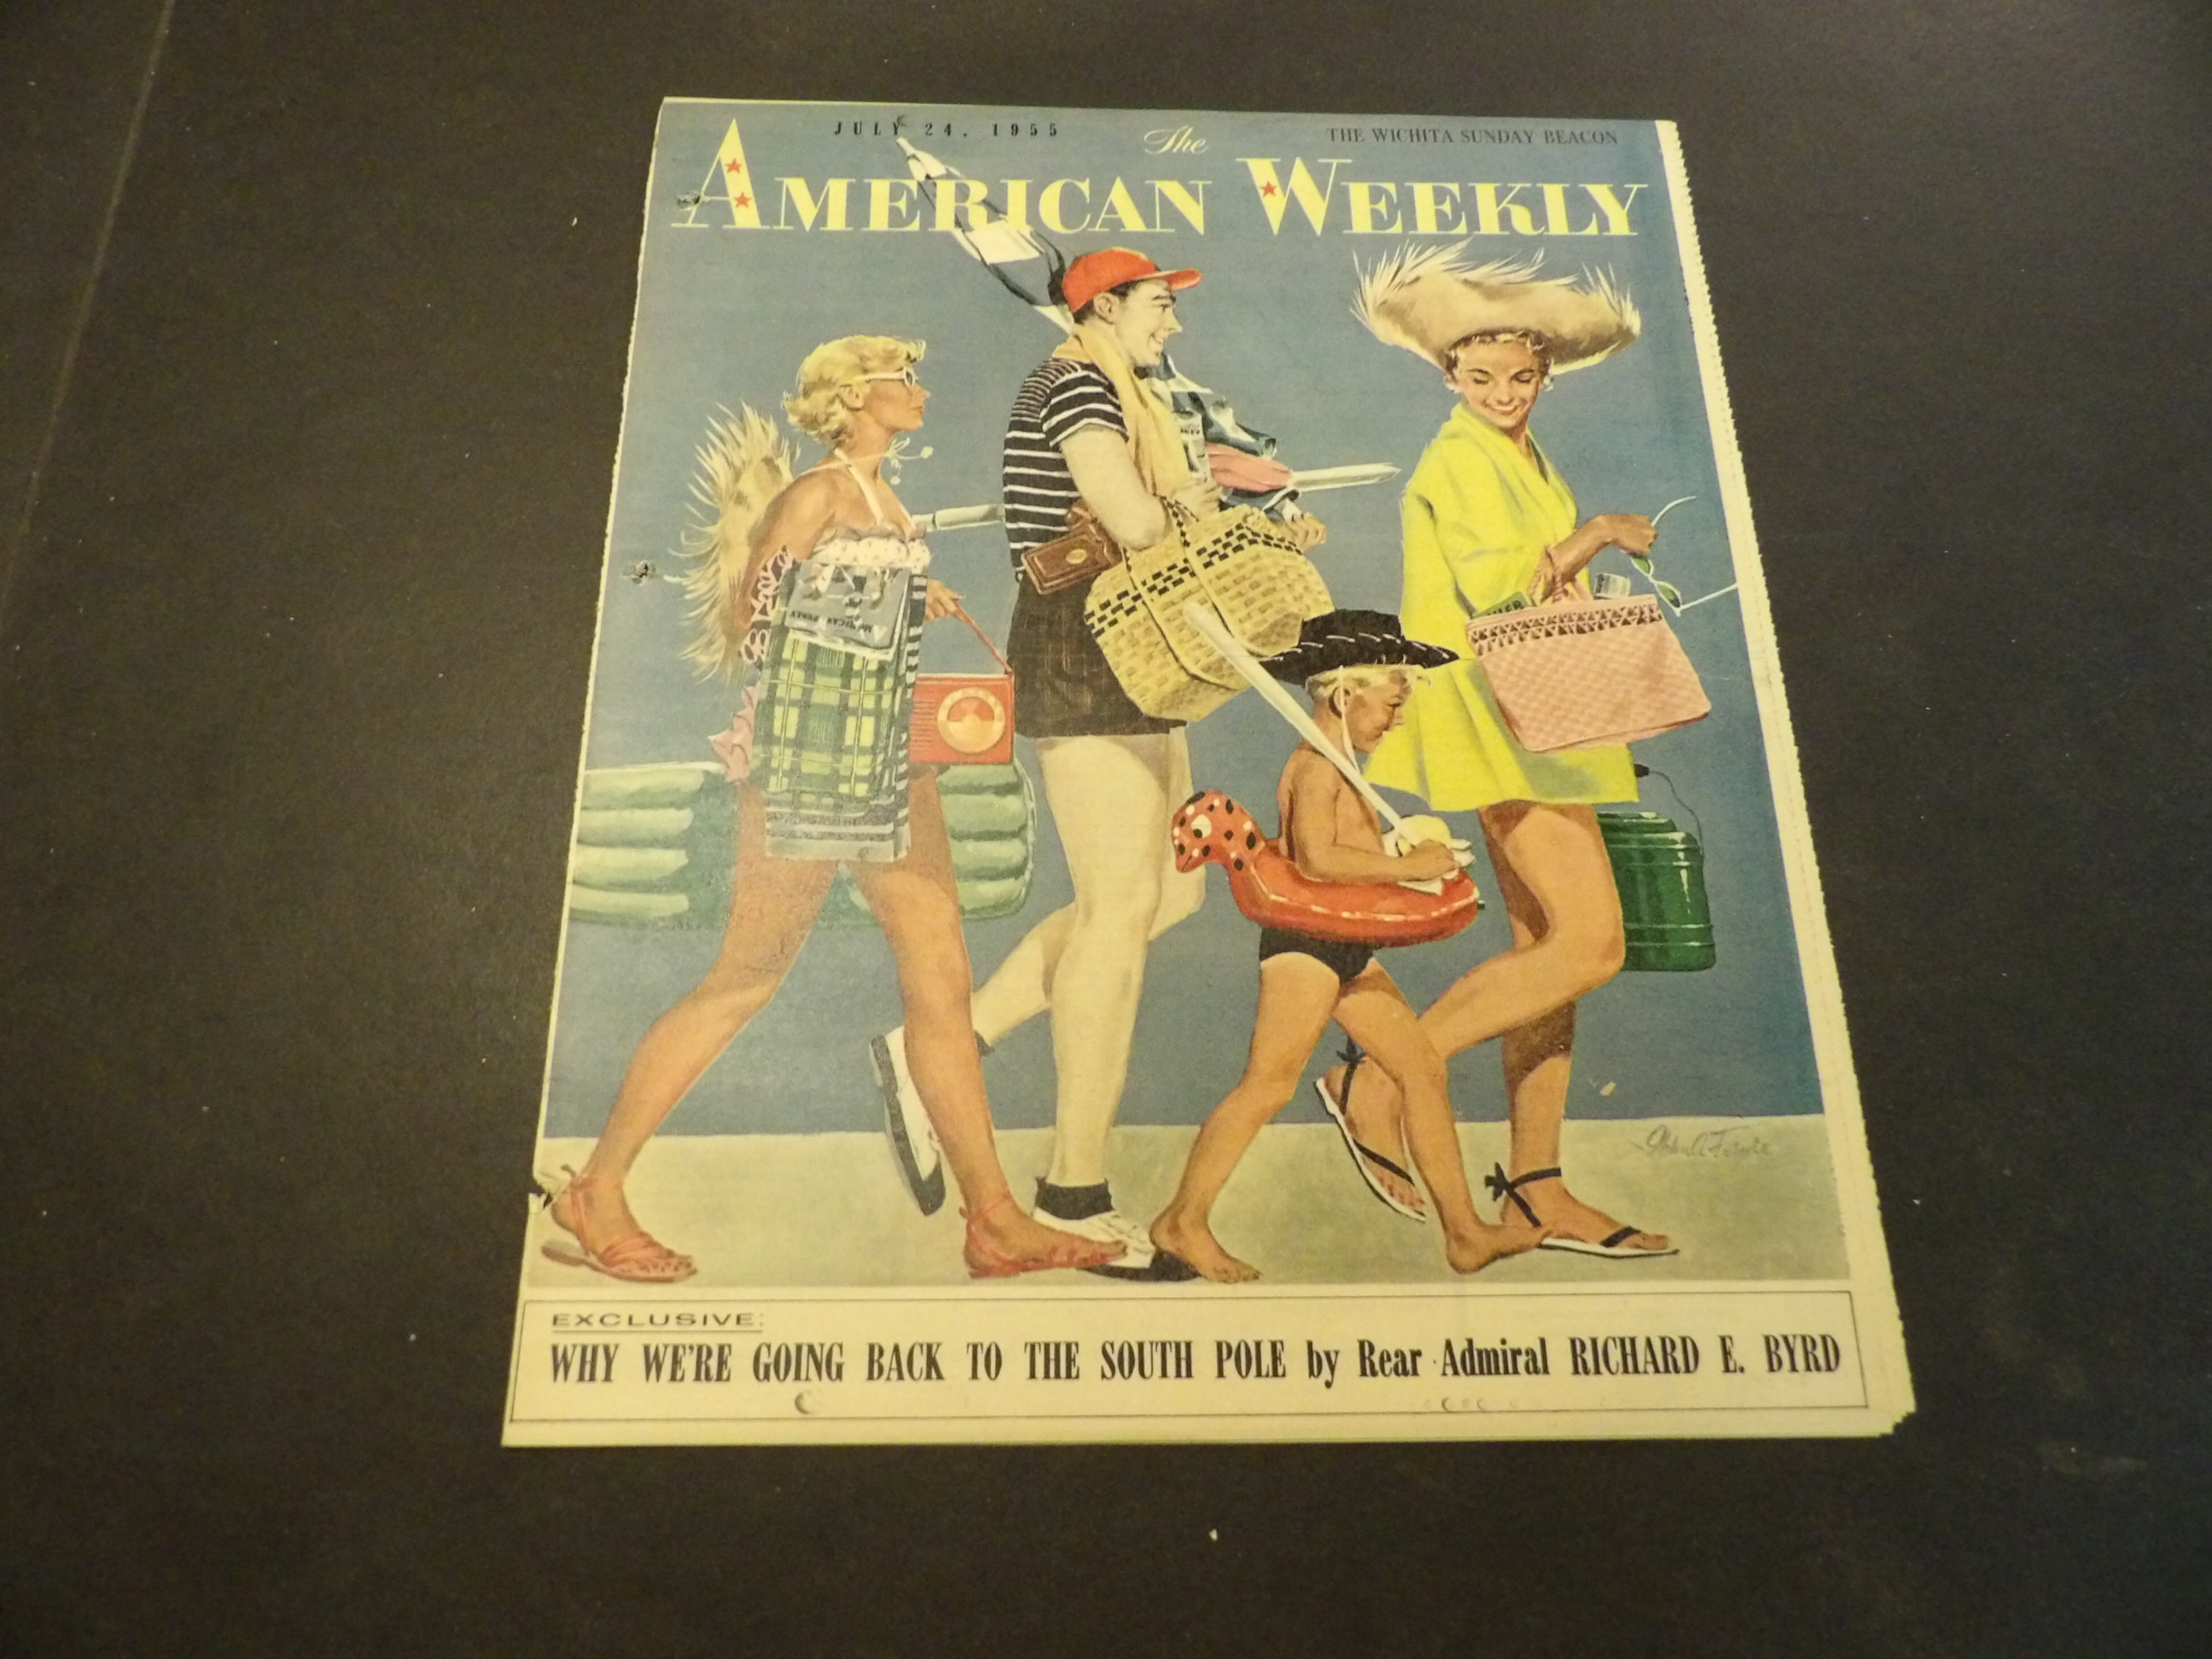 JULY 24, 1955
The
THE WICHITA SUNDAY BEACON
AMERICAN WEEKLY
EXCLUSIVE:
WHY WE'RE GOING BACK TO THE SOUTH POLE by Rear Admiral RICHARD E. BYRD